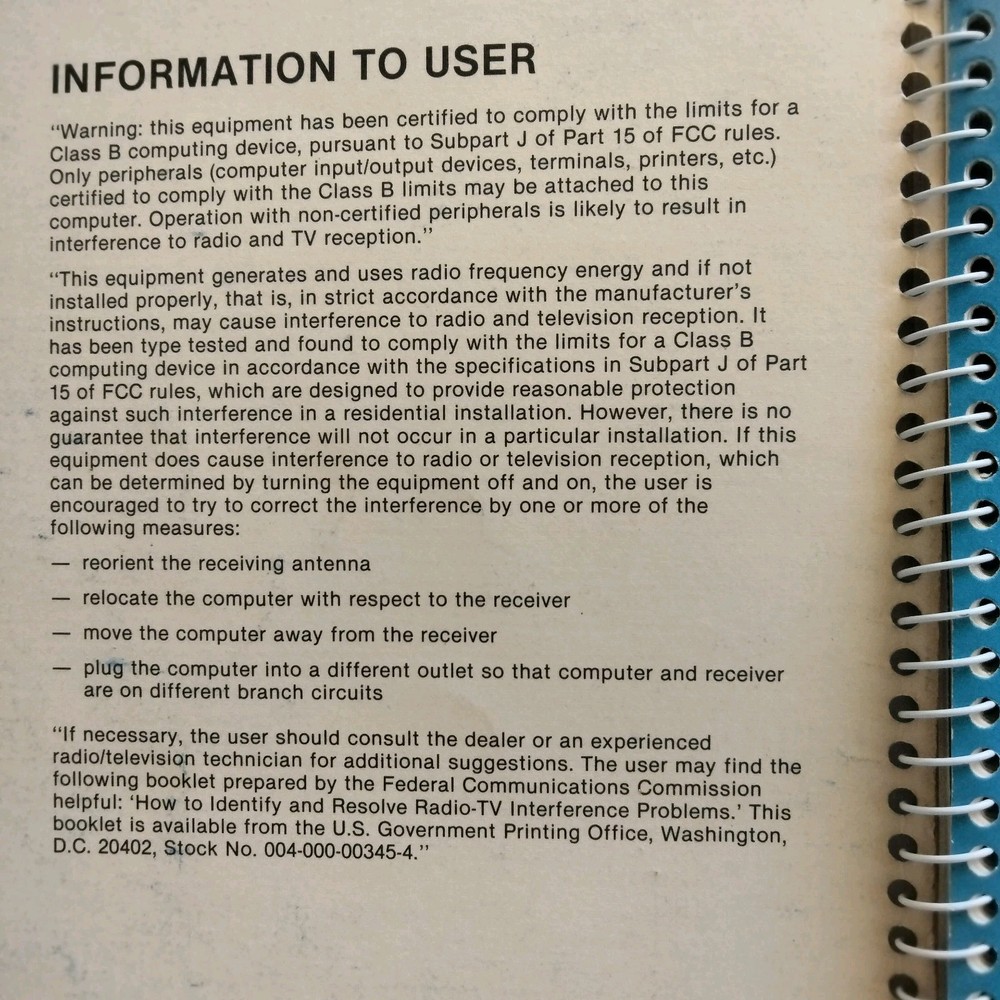 INFORMATION TO USER
“Warning: this equipment has been certified to comply with the limits for a
Class B computing device, pursuant to Subpart J of Part 15 of FCC rules.
Only peripherals (computer input/output devices, terminals, printers, etc.)
certified to comply with the Class B limits may be attached to this
computer. Operation with non-certified peripherals is likely to result in
interference to radio and TV reception.”
“This equipment generates and uses radio frequency energy and if not
installed properly, that is, in strict accordance with the manufacturer’s
instructions, may cause interference to radio and television reception. It
has been type tested and found to comply with the limits for a Class B
computing device in accordance with the specifications in Subpart J of Part
15 of FCC rules, which are designed to provide reasonable protection
against such interference in a residential installation. However, there is no
guarantee that interference will not occur in a particular installation. If this
equipment does cause interference to radio or television reception, which
can be determined by turning the equipment off and on, the user is
encouraged to try to correct the interference by one or more of the
following measures:
— reorient the receiving antenna
— relocate the computer with respect to the receiver
— move the computer away from the receiver
— plug the computer into a different outlet so that computer and receiver
are on different branch circuits
“If necessary, the user should consult the dealer or an experienced
radio/television technician for additional suggestions. The user may find the
following booklet prepared by the Federal Communications Commission
helpful: ‘How to Identify and Resolve Radio-TV Interference Problems.’ This
booklet is available from the U.S. Government Printing Office, Washington,
D.C. 20402, Stock No. 004-000-00345-4.”